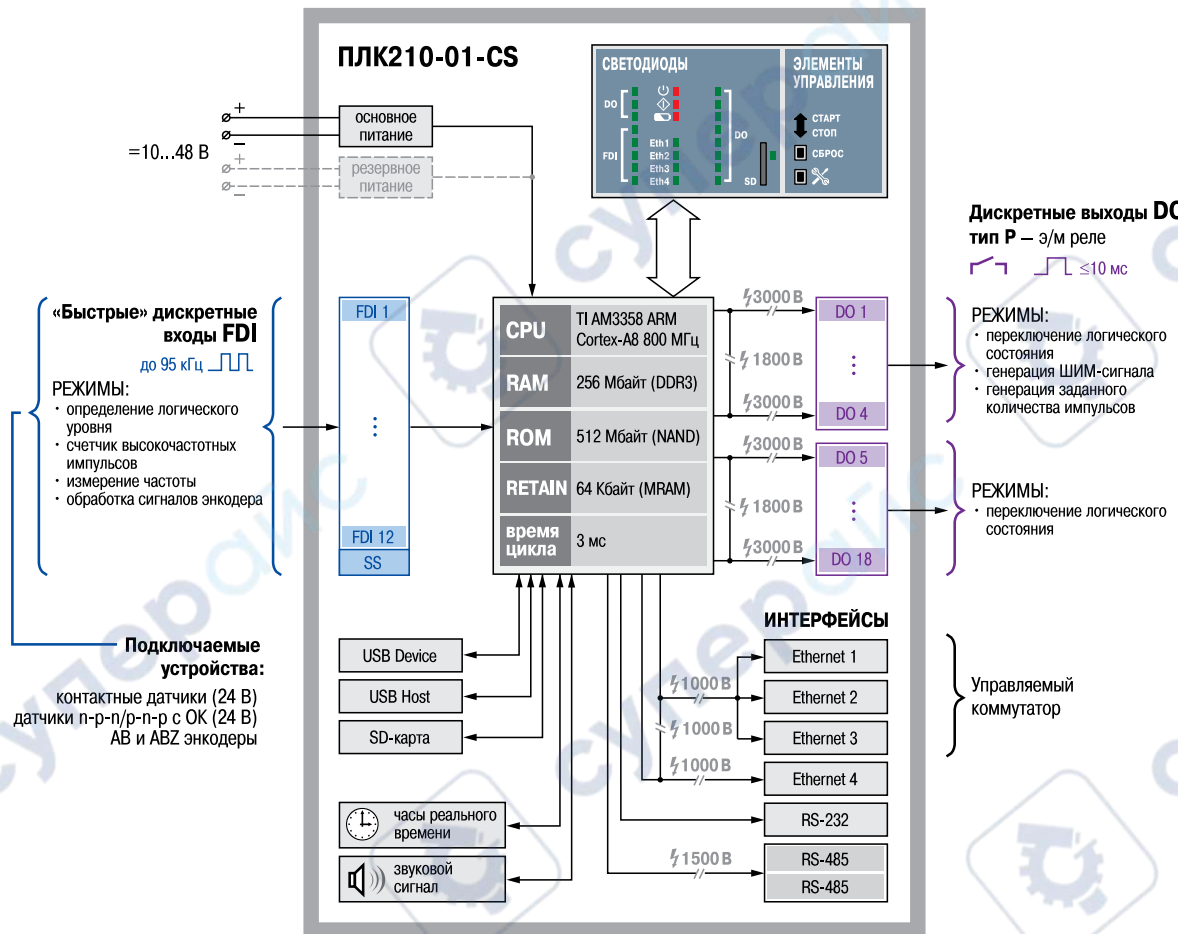 ПЛК210-01-CS
СВЕТОДИОДЫ
DO
FDI
Eth1
Eth2
Eth3
Eth4
DO
SD
ЭЛЕМЕНТЫ
УПРАВЛЕНИЯ
СТАРТ
СТОП
СБРОС
+
–
=10...48 В
+
–
основное
питание
резервное
питание
«Быстрые» дискретные
входы FDI
до 95 кГц
РЕЖИМЫ:
· определение логического
уровня
· счетчик высокочастотных
импульсов
· измерение частоты
· обработка сигналов энкодера
Подключаемые
устройства:
контактные датчики (24 В)
датчики n-p-n/p-n-p с ОК (24 В)
AB и ABZ энкодеры
FDI 1
⋮
FDI 12
SS
CPU TI AM3358 ARM
Cortex-A8 800 МГц
RAM 256 Мбайт (DDR3)
ROM 512 Мбайт (NAND)
RETAIN 64 Кбайт (MRAM)
время
цикла 3 мс
3000 В
1800 В
3000 В
3000 В
1800 В
3000 В
DO 1
⋮
DO 4
DO 5
⋮
DO 18
Дискретные выходы DO
тип Р – э/м реле
≤10 мс
РЕЖИМЫ:
· переключение логического
состояния
· генерация ШИМ-сигнала
· генерация заданного
количества импульсов
РЕЖИМЫ:
· переключение логического
состояния
USB Device
USB Host
SD-карта
часы реального
времени
звуковой
сигнал
ИНТЕРФЕЙСЫ
1000 В
1000 В
1000 В
1500 В
Ethernet 1
Ethernet 2
Ethernet 3
Ethernet 4
RS-232
RS-485
RS-485
Управляемый
коммутатор
суперайс
суперайс